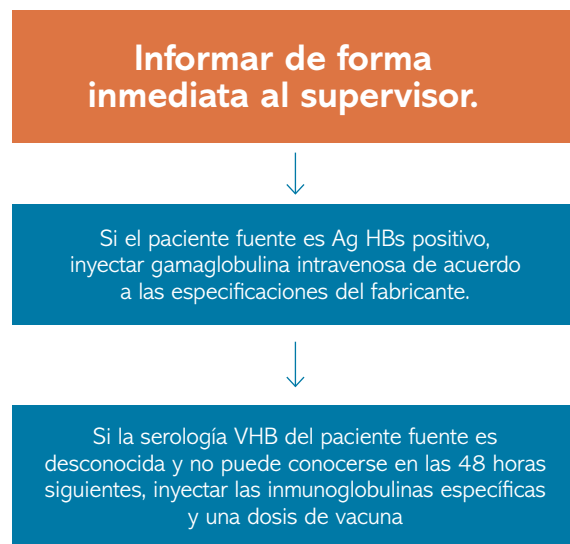 Informar de forma
inmediata al supervisor.
Si el paciente fuente es Ag HBs positivo,
inyectar gamaglobulina intravenosa de acuerdo
a las especificaciones del fabricante.
Si la serología VHB del paciente fuente es
desconocida y no puede conocerse en las 48 horas
siguientes, inyectar las inmunoglobulinas específicas
y una dosis de vacuna